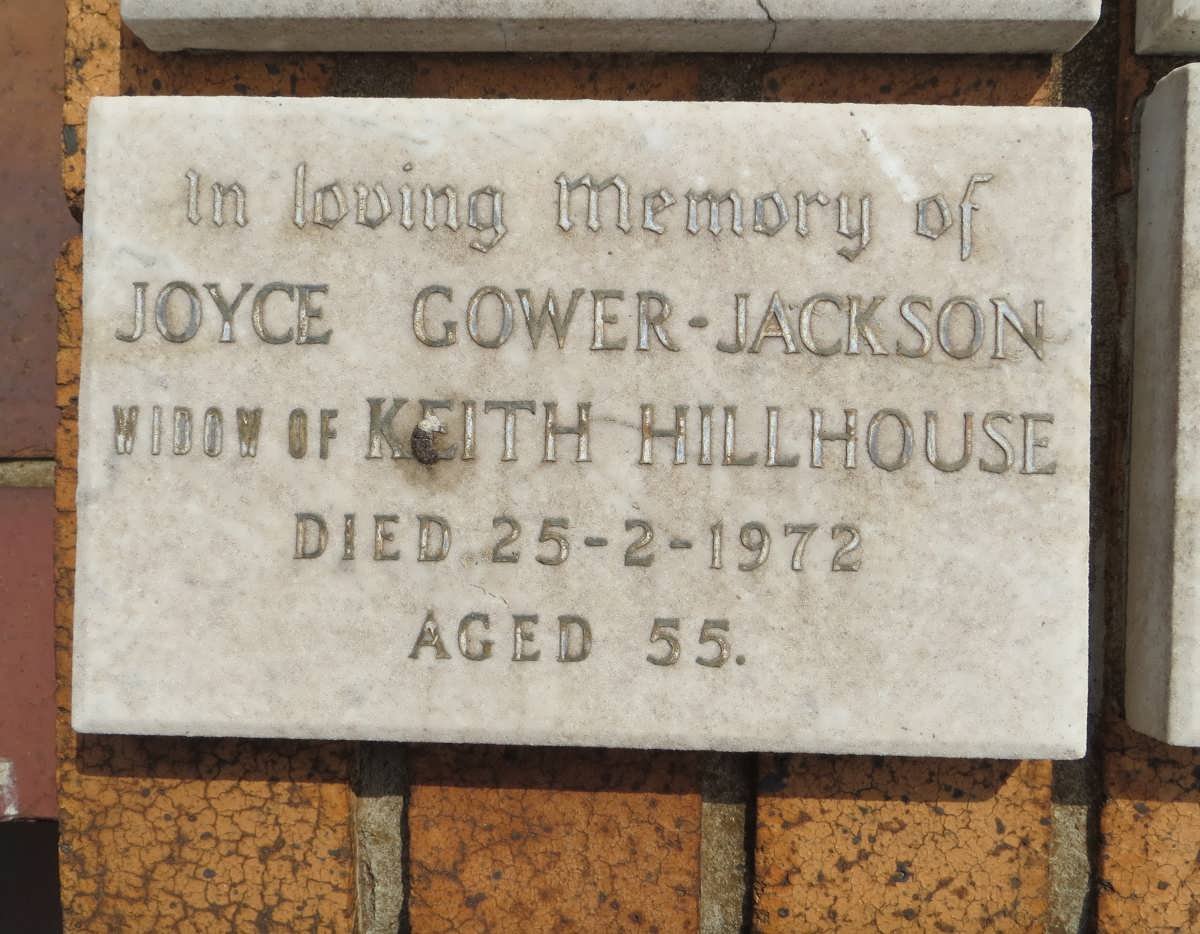 In loving Memory of
JOYCE GOWER-JACKSON
WIDOW OF KEITH HILLHOUSE
DIED 25-2-1972
AGED 55.